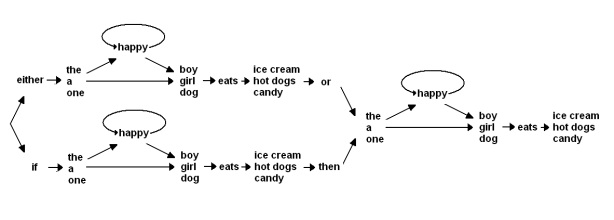 happy
either
the
a
one
boy
girl
dog
eats
ice cream
hot dogs
candy
or
happy
if
the
a
one
boy
girl
dog
eats
ice cream
hot dogs
candy
then
happy
the
a
one
boy
girl
dog
eats
ice cream
hot dogs
candy